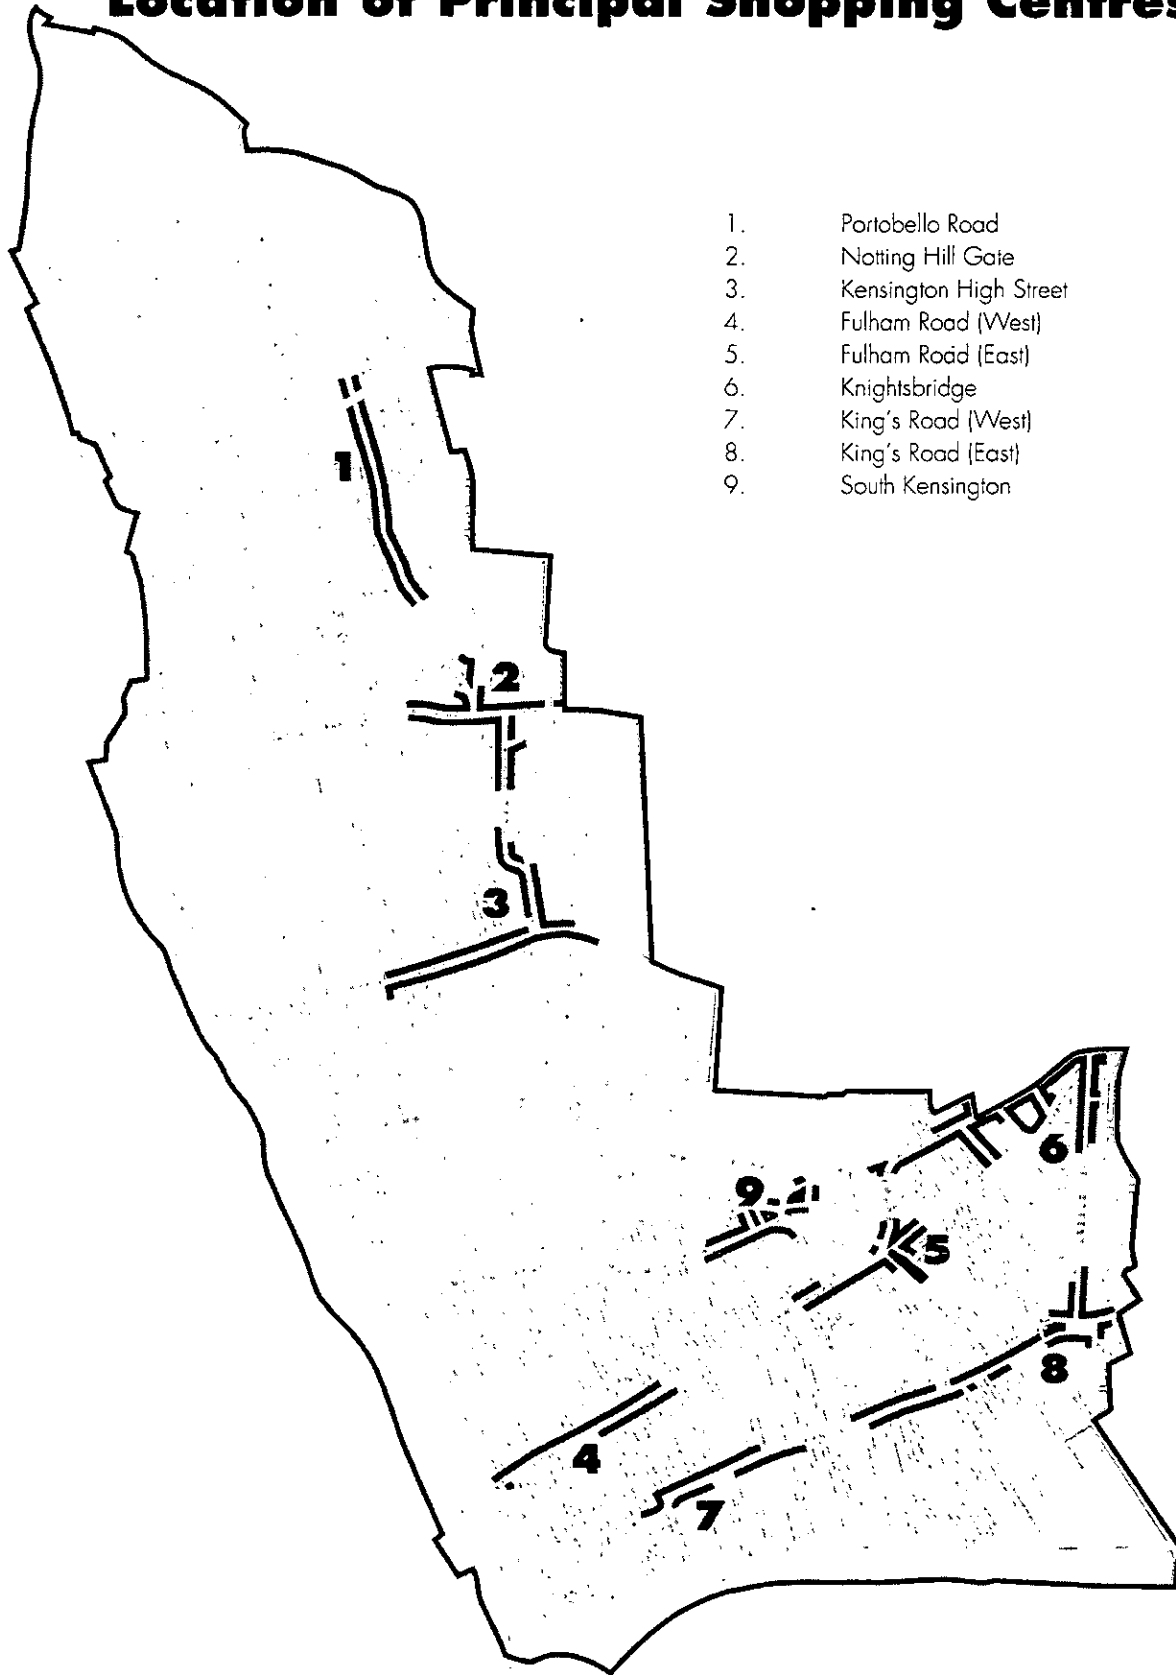 Location of Principal Shopping Centres
1. Portobello Road
2. Notting Hill Gate
3. Kensington High Street
4. Fulham Road (West)
5. Fulham Road (East)
6. Knightsbridge
7. King's Road (West)
8. King's Road (East)
9. South Kensington
1
2
3
6
9
5
8
4
7